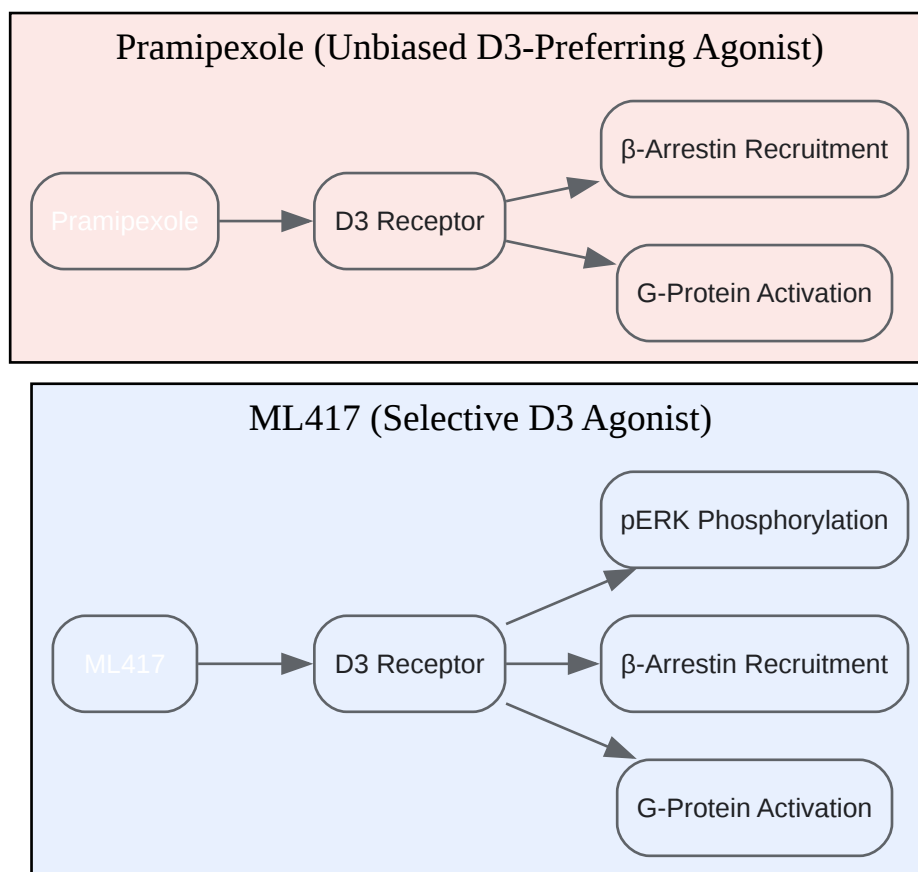 Pramipexole (Unbiased D3-Preferring Agonist)
Pramipexole
D3 Receptor
β-Arrestin Recruitment
G-Protein Activation
ML417 (Selective D3 Agonist)
ML417
D3 Receptor
pERK Phosphorylation
β-Arrestin Recruitment
G-Protein Activation